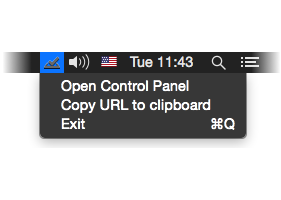 Tue 11:43
Open Control Panel
Copy URL to clipboard
Exit ⌘Q